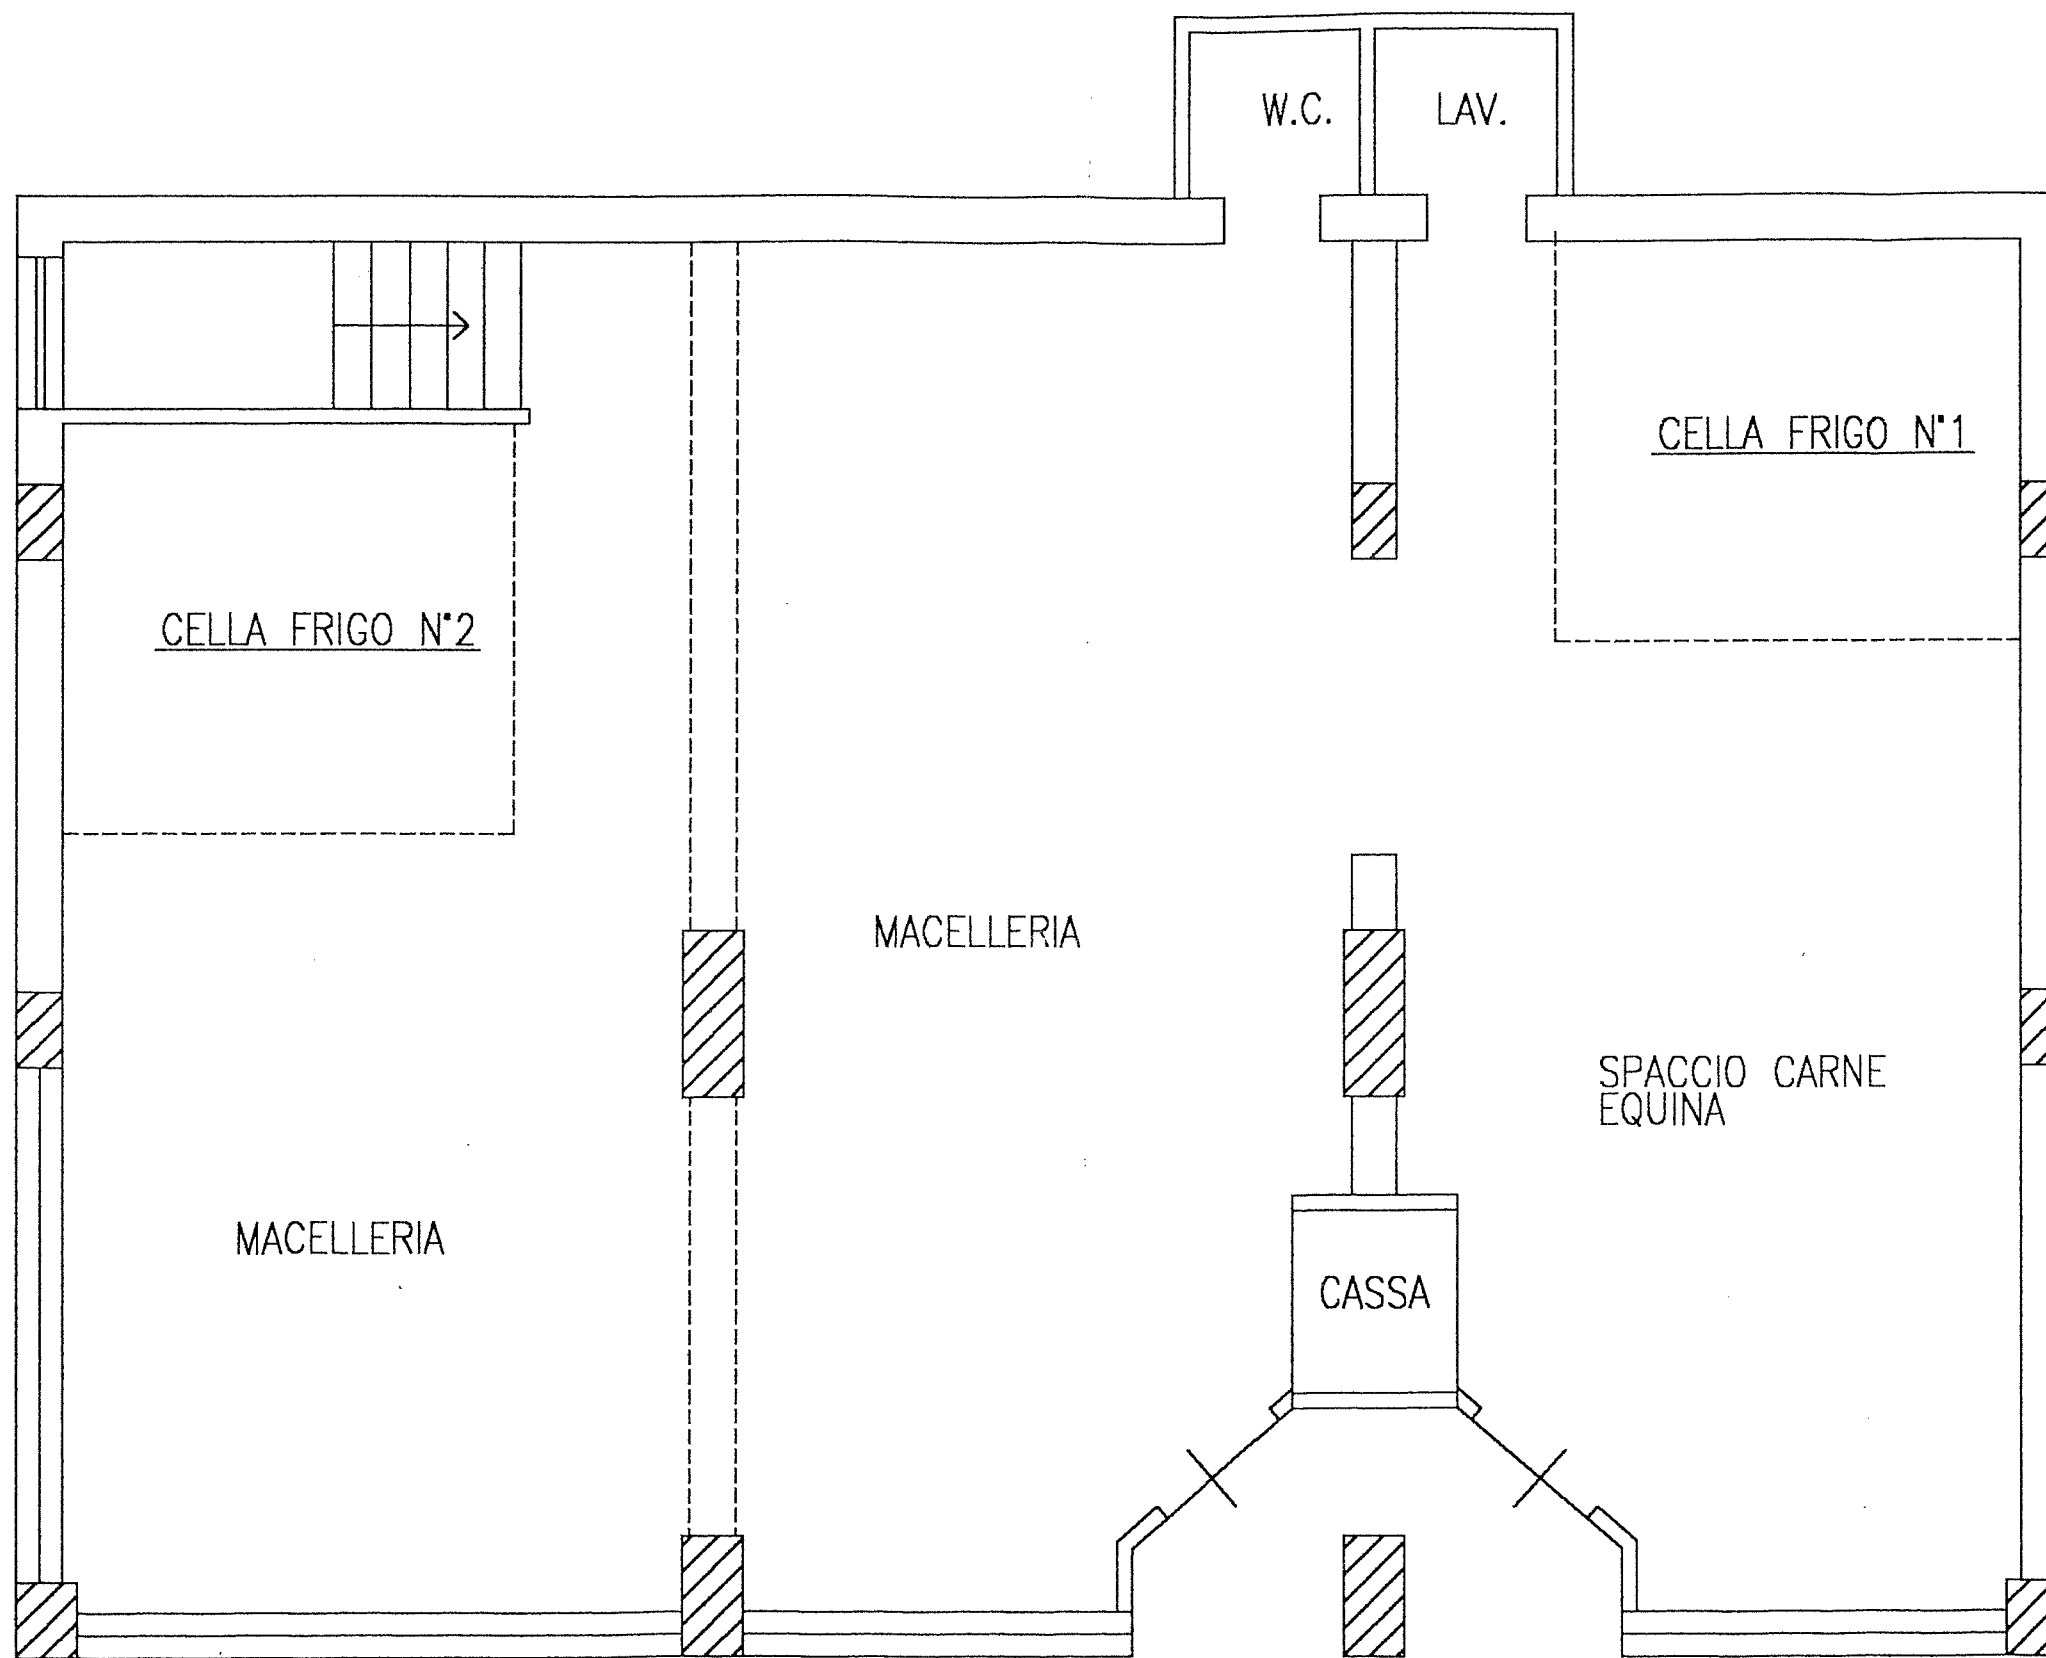 W.C.
LAV.
CELLA FRIGO N°1
CELLA FRIGO N°2
MACELLERIA
SPACCIO CARNE
EQUINA
MACELLERIA
CASSA